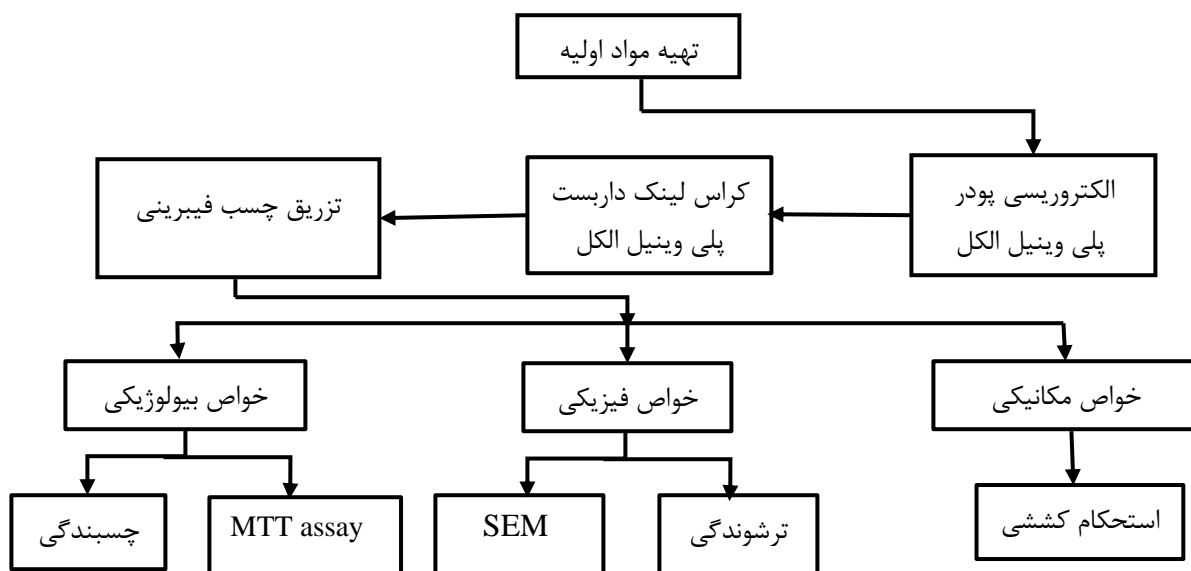 تهیه مواد اولیه
الکتروریسی پودر
پلی وینیل الکل
کراس لینک داربست
پلی وینیل الکل
تزریق چسب فیبرینی
خواص مکانیکی
خواص فیزیکی
خواص بیولوژیکی
استحکام کششی
ترشوندگی
SEM
MTT assay
چسبندگی